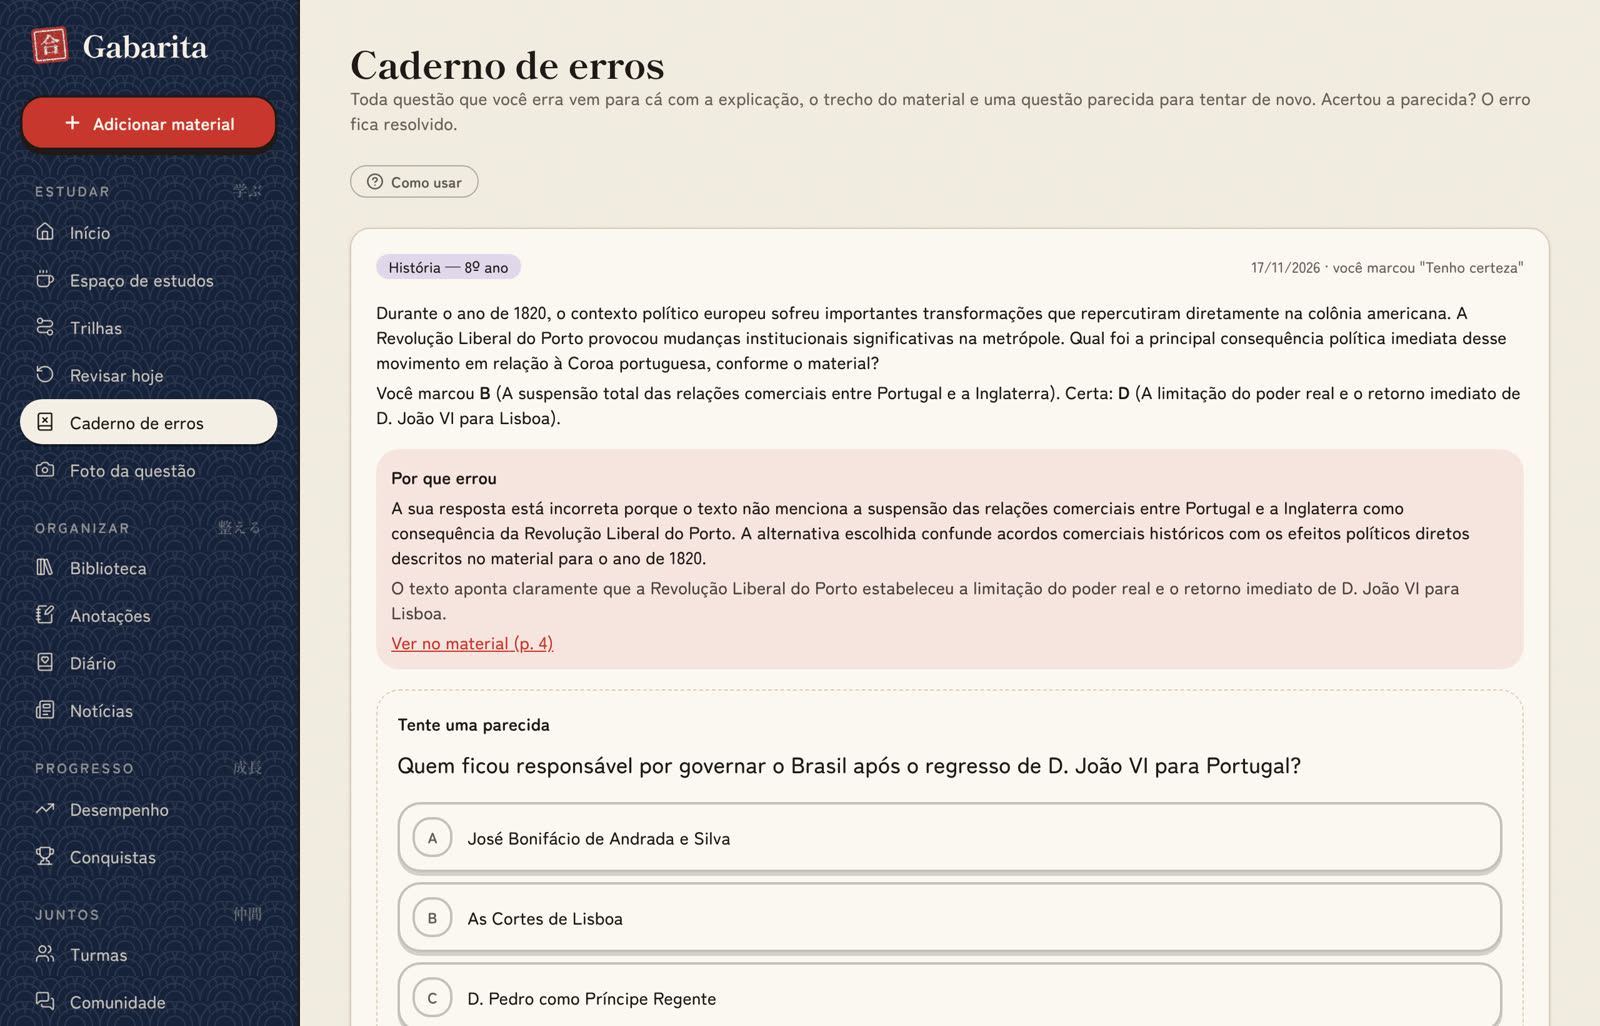 合 Gabarita
+ Adicionar material
ESTUDAR 学ぶ
Início
Espaço de estudos
Trilhas
Revisar hoje
Caderno de erros
Foto da questão
ORGANIZAR 整える
Biblioteca
Anotações
Diário
Notícias
PROGRESSO 成長
Desempenho
Conquistas
JUNTOS 仲間
Turmas
Comunidade
Caderno de erros
Toda questão que você erra vem para cá com a explicação, o trecho do material e uma questão parecida para tentar de novo. Acertou a parecida? O erro
fica resolvido.
Como usar
História — 8º ano
17/11/2026 · você marcou "Tenho certeza"
Durante o ano de 1820, o contexto político europeu sofreu importantes transformações que repercutiram diretamente na colônia americana. A
Revolução Liberal do Porto provocou mudanças institucionais significativas na metrópole. Qual foi a principal consequência política imediata desse
movimento em relação à Coroa portuguesa, conforme o material?
Você marcou B (A suspensão total das relações comerciais entre Portugal e a Inglaterra). Certa: D (A limitação do poder real e o retorno imediato de
D. João VI para Lisboa).
Por que errou
A sua resposta está incorreta porque o texto não menciona a suspensão das relações comerciais entre Portugal e a Inglaterra como
consequência da Revolução Liberal do Porto. A alternativa escolhida confunde acordos comerciais históricos com os efeitos políticos diretos
descritos no material para o ano de 1820.
O texto aponta claramente que a Revolução Liberal do Porto estabeleceu a limitação do poder real e o retorno imediato de D. João VI para
Lisboa.
Ver no material (p. 4)
Tente uma parecida
Quem ficou responsável por governar o Brasil após o regresso de D. João VI para Portugal?
A José Bonifácio de Andrada e Silva
B As Cortes de Lisboa
C D. Pedro como Príncipe Regente